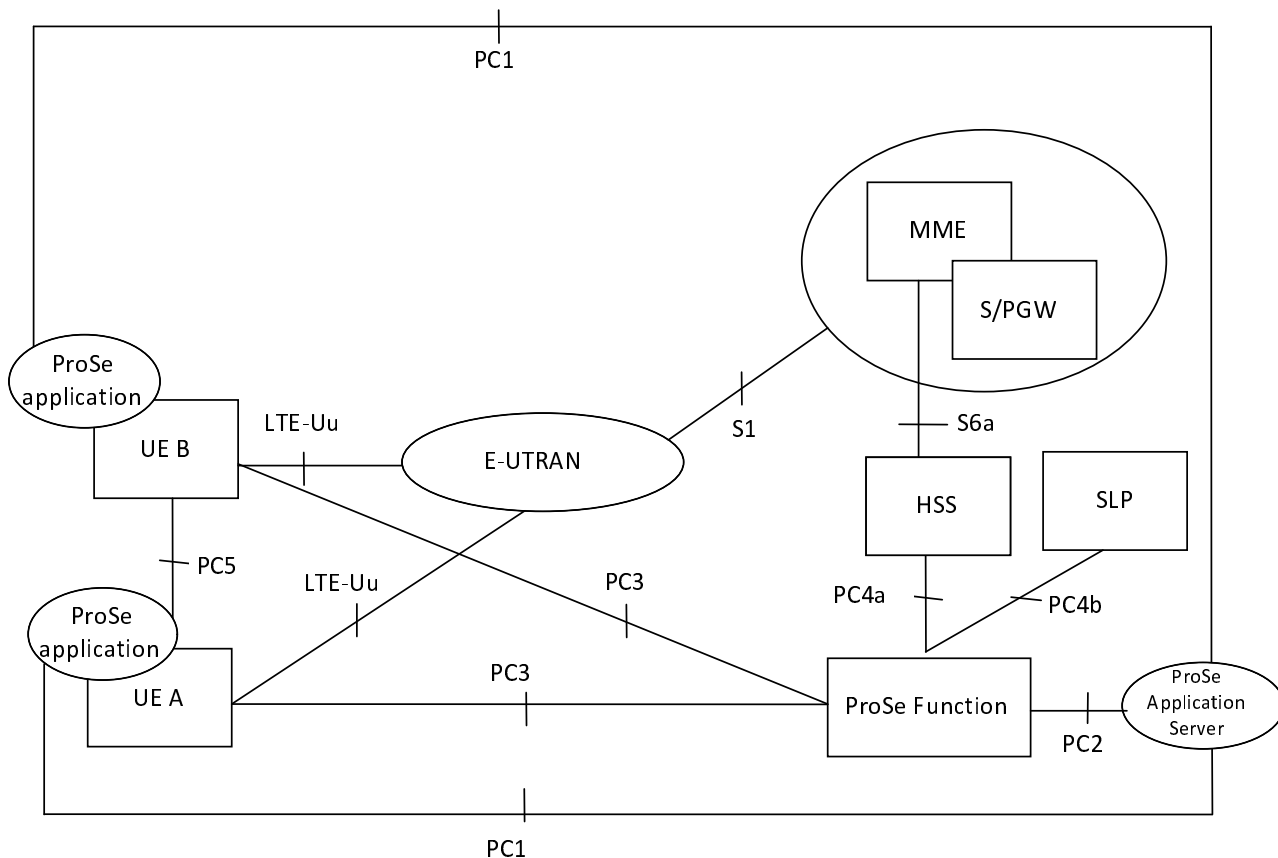 PC1
MME
S/PGW
ProSe
application
LTE-Uu
S1
S6a
UE B
E-UTRAN
HSS
SLP
PC5
LTE-Uu
PC3
PC4a
PC4b
ProSe
application
PC3
UE A
ProSe Function
ProSe
Application
Server
PC2
PC1